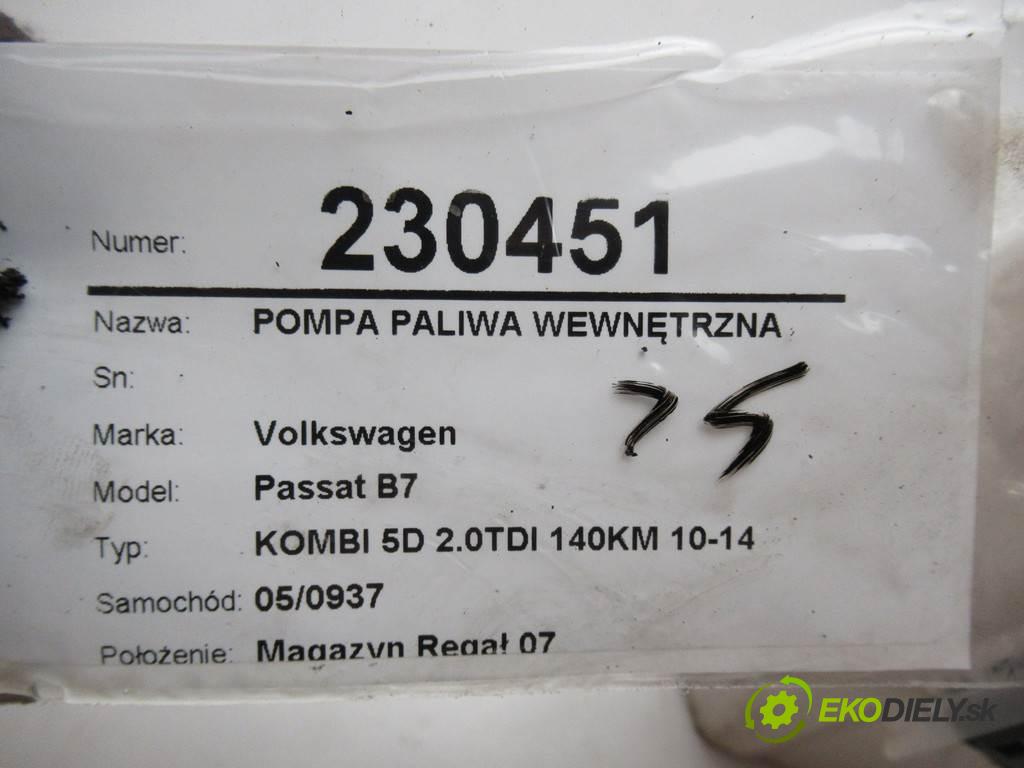 Numer: 230451
Nazwa: POMPA PALIWA WEWNĘTRZNA
Sn:
Marka: Volkswagen
75
Model: Passat B7
Typ: KOMBI 5D 2.0TDI 140KM 10-14
Samochód: 05/0937
Położenie: Magazyn Regał 07
EKODIELY.sk